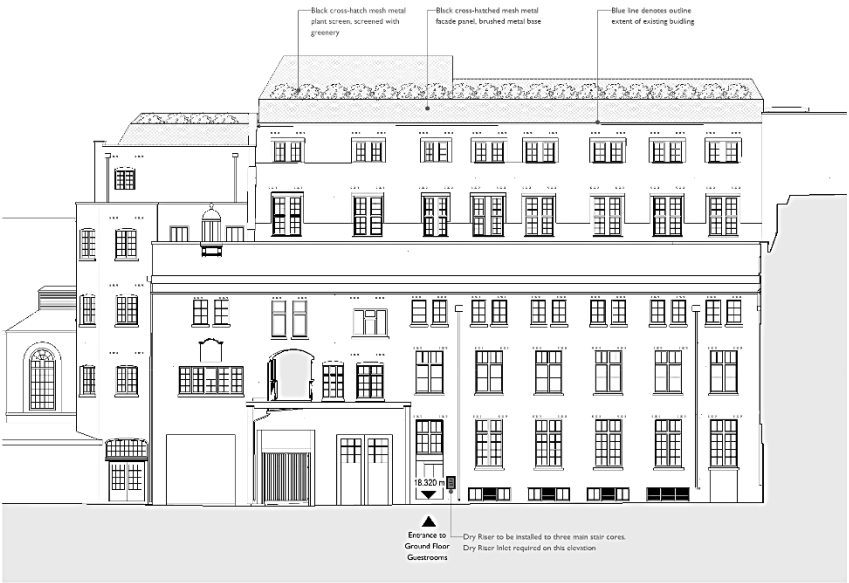 Black cross-hatch mesh metal
plant screen, screened with
greenery
Black cross-hatched mesh metal
facade panel, brushed metal base
Blue line denotes outline
extent of existing buidling
18.320 m
Entrance to
Ground Floor
Guestrooms
Dry Riser to be installed to three main stair cores.
Dry Riser Inlet required on this elevation